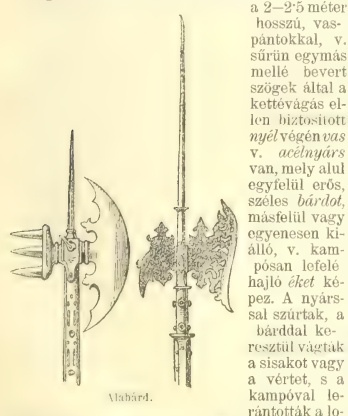 a 2—2·5 méter
hosszú, vas-
pántokkal, v.
sűrün egymás
mellé bevert
szögek által a
kettévágás el-
len biztosított
nyél végén vas
v. acélnyárs
van, mely alul
egyfelül erős,
széles bárdot,
másfelül vagy
egyenesen ki-
álló, v. kam-
pósan lefelé
hajló éket ké-
pez. A nyárs-
sal szúrtak, a
bárddal ke-
resztül vágták
a sisakot vagy
a vértet, s a
kampóval le-
rántották a lo-
Alabárd.